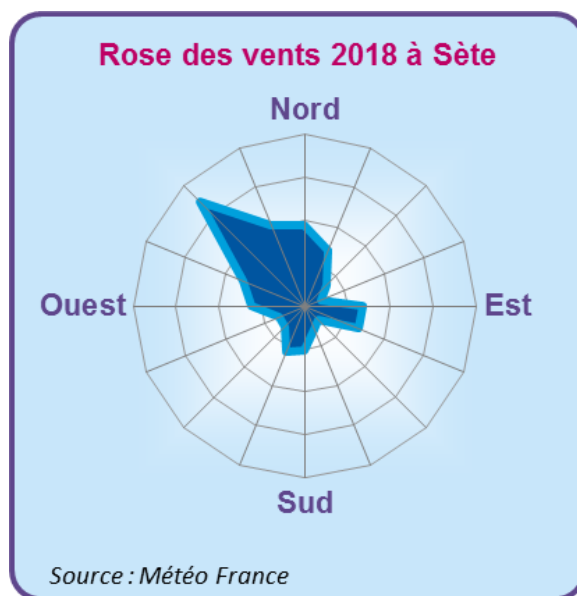 Rose des vents 2018 à Sète
Nord
Ouest
Est
Sud
Source : Météo France